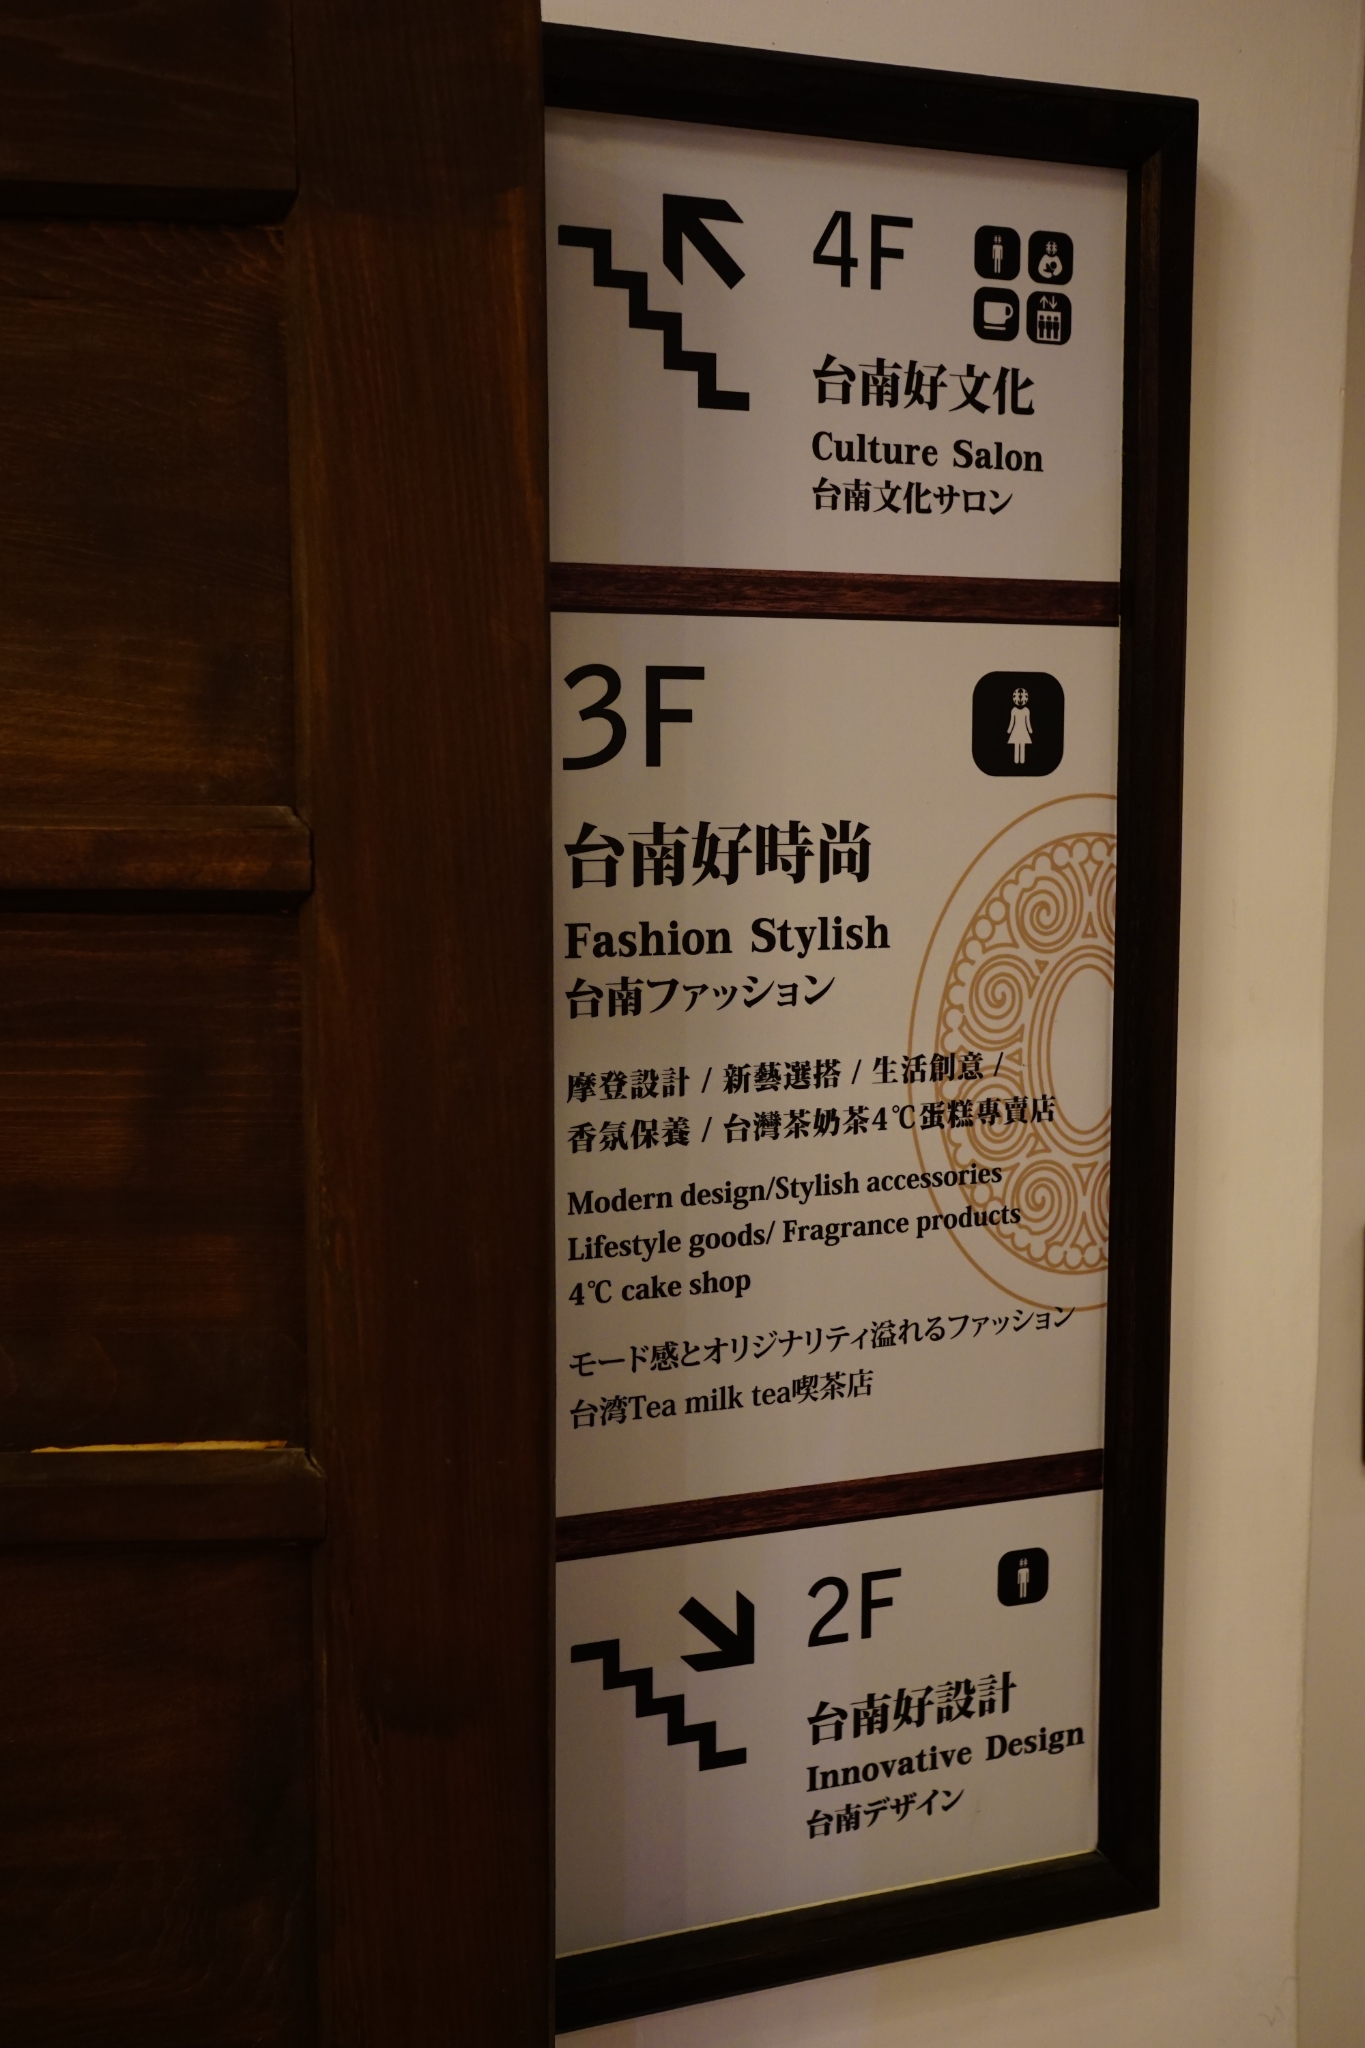 4F
台南好文化
Culture Salon
台南文化サロン
3F
台南好時尚
Fashion Stylish
台南ファッション
摩登設計 / 新藝選搭 / 生活創意 /
香氛保養 / 台灣茶奶茶4℃蛋糕專賣店
Modern design/Stylish accessories
Lifestyle goods/ Fragrance products
4℃ cake shop
モード感とオリジナリティ溢れるファッション
台湾Tea milk tea喫茶店
2F
台南好設計
Innovative Design
台南デザイン